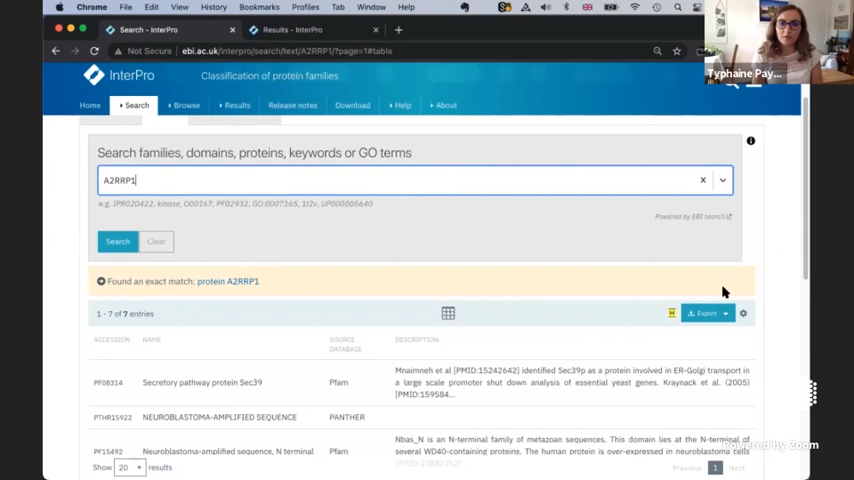 Chrome File Edit View History Bookmarks Profiles Tab Window Help
Search - InterPro
Results - InterPro
Not Secure ebi.ac.uk/interpro/search/text/A2RRP1/?page=1#table
InterPro Classification of protein families
Home Search Browse Results Release notes Download Help About
Typhaine Pay...
Search families, domains, proteins, keywords or GO terms
A2RRP1
e.g. IPR020422, kinase, O00167, PF02932, GO:0007165, 1t2v, UP000005640
Powered by EBI search
Search Clear
Found an exact match: protein A2RRP1
1 - 7 of 7 entries Export
ACCESSION NAME SOURCE DATABASE DESCRIPTION
PF08314 Secretory pathway protein Sec39 Pfam
Mnaimneh et al [PMID:15242642] identified Sec39p as a protein involved in ER-Golgi transport in
a large scale promoter shut down analysis of essential yeast genes. Kraynack et al. (2005)
[PMID:159584...
PTHR15922 NEUROBLASTOMA-AMPLIFIED SEQUENCE PANTHER
PF15492 Neuroblastoma-amplified sequence, N terminal Pfam
Nbas_N is an N-terminal family of metazoan sequences. This domain lies at the N-terminal of
several WD40-containing proteins. The human protein is over-expressed in neuroblastoma cells
Show 20 results
Previous 1 Next
Powered by Zoom